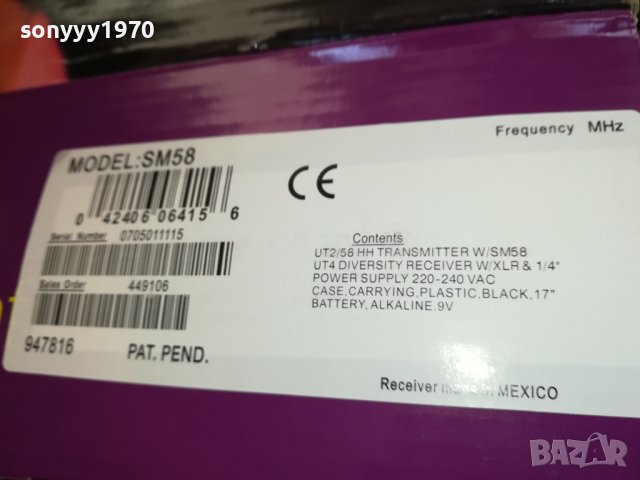 sonyyy1970
Frequency MHz
MODEL:SM58
CE
0 42406 06415 6
Serial Number 0705011115
Contents
UT2/58 HH TRANSMITTER W/SM58
UT4 DIVERSITY RECEIVER W/XLR & 1/4"
POWER SUPPLY 220-240 VAC
CASE,CARRYING,PLASTIC,BLACK,17"
BATTERY, ALKALINE.9V
Sales Order 449106
947816 PAT. PEND.
Receiver MEXICO
BAZAR